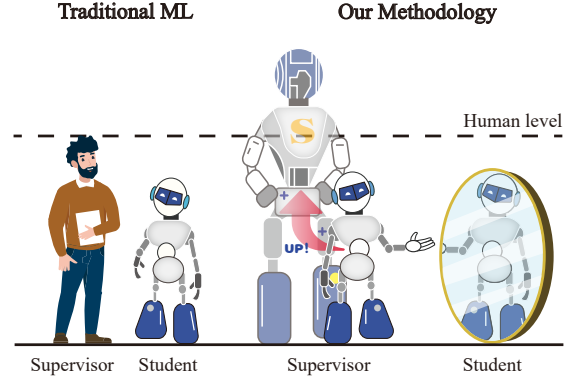 Traditional ML
Our Methodology
Human level
S
UP!
Supervisor
Student
Supervisor
Student